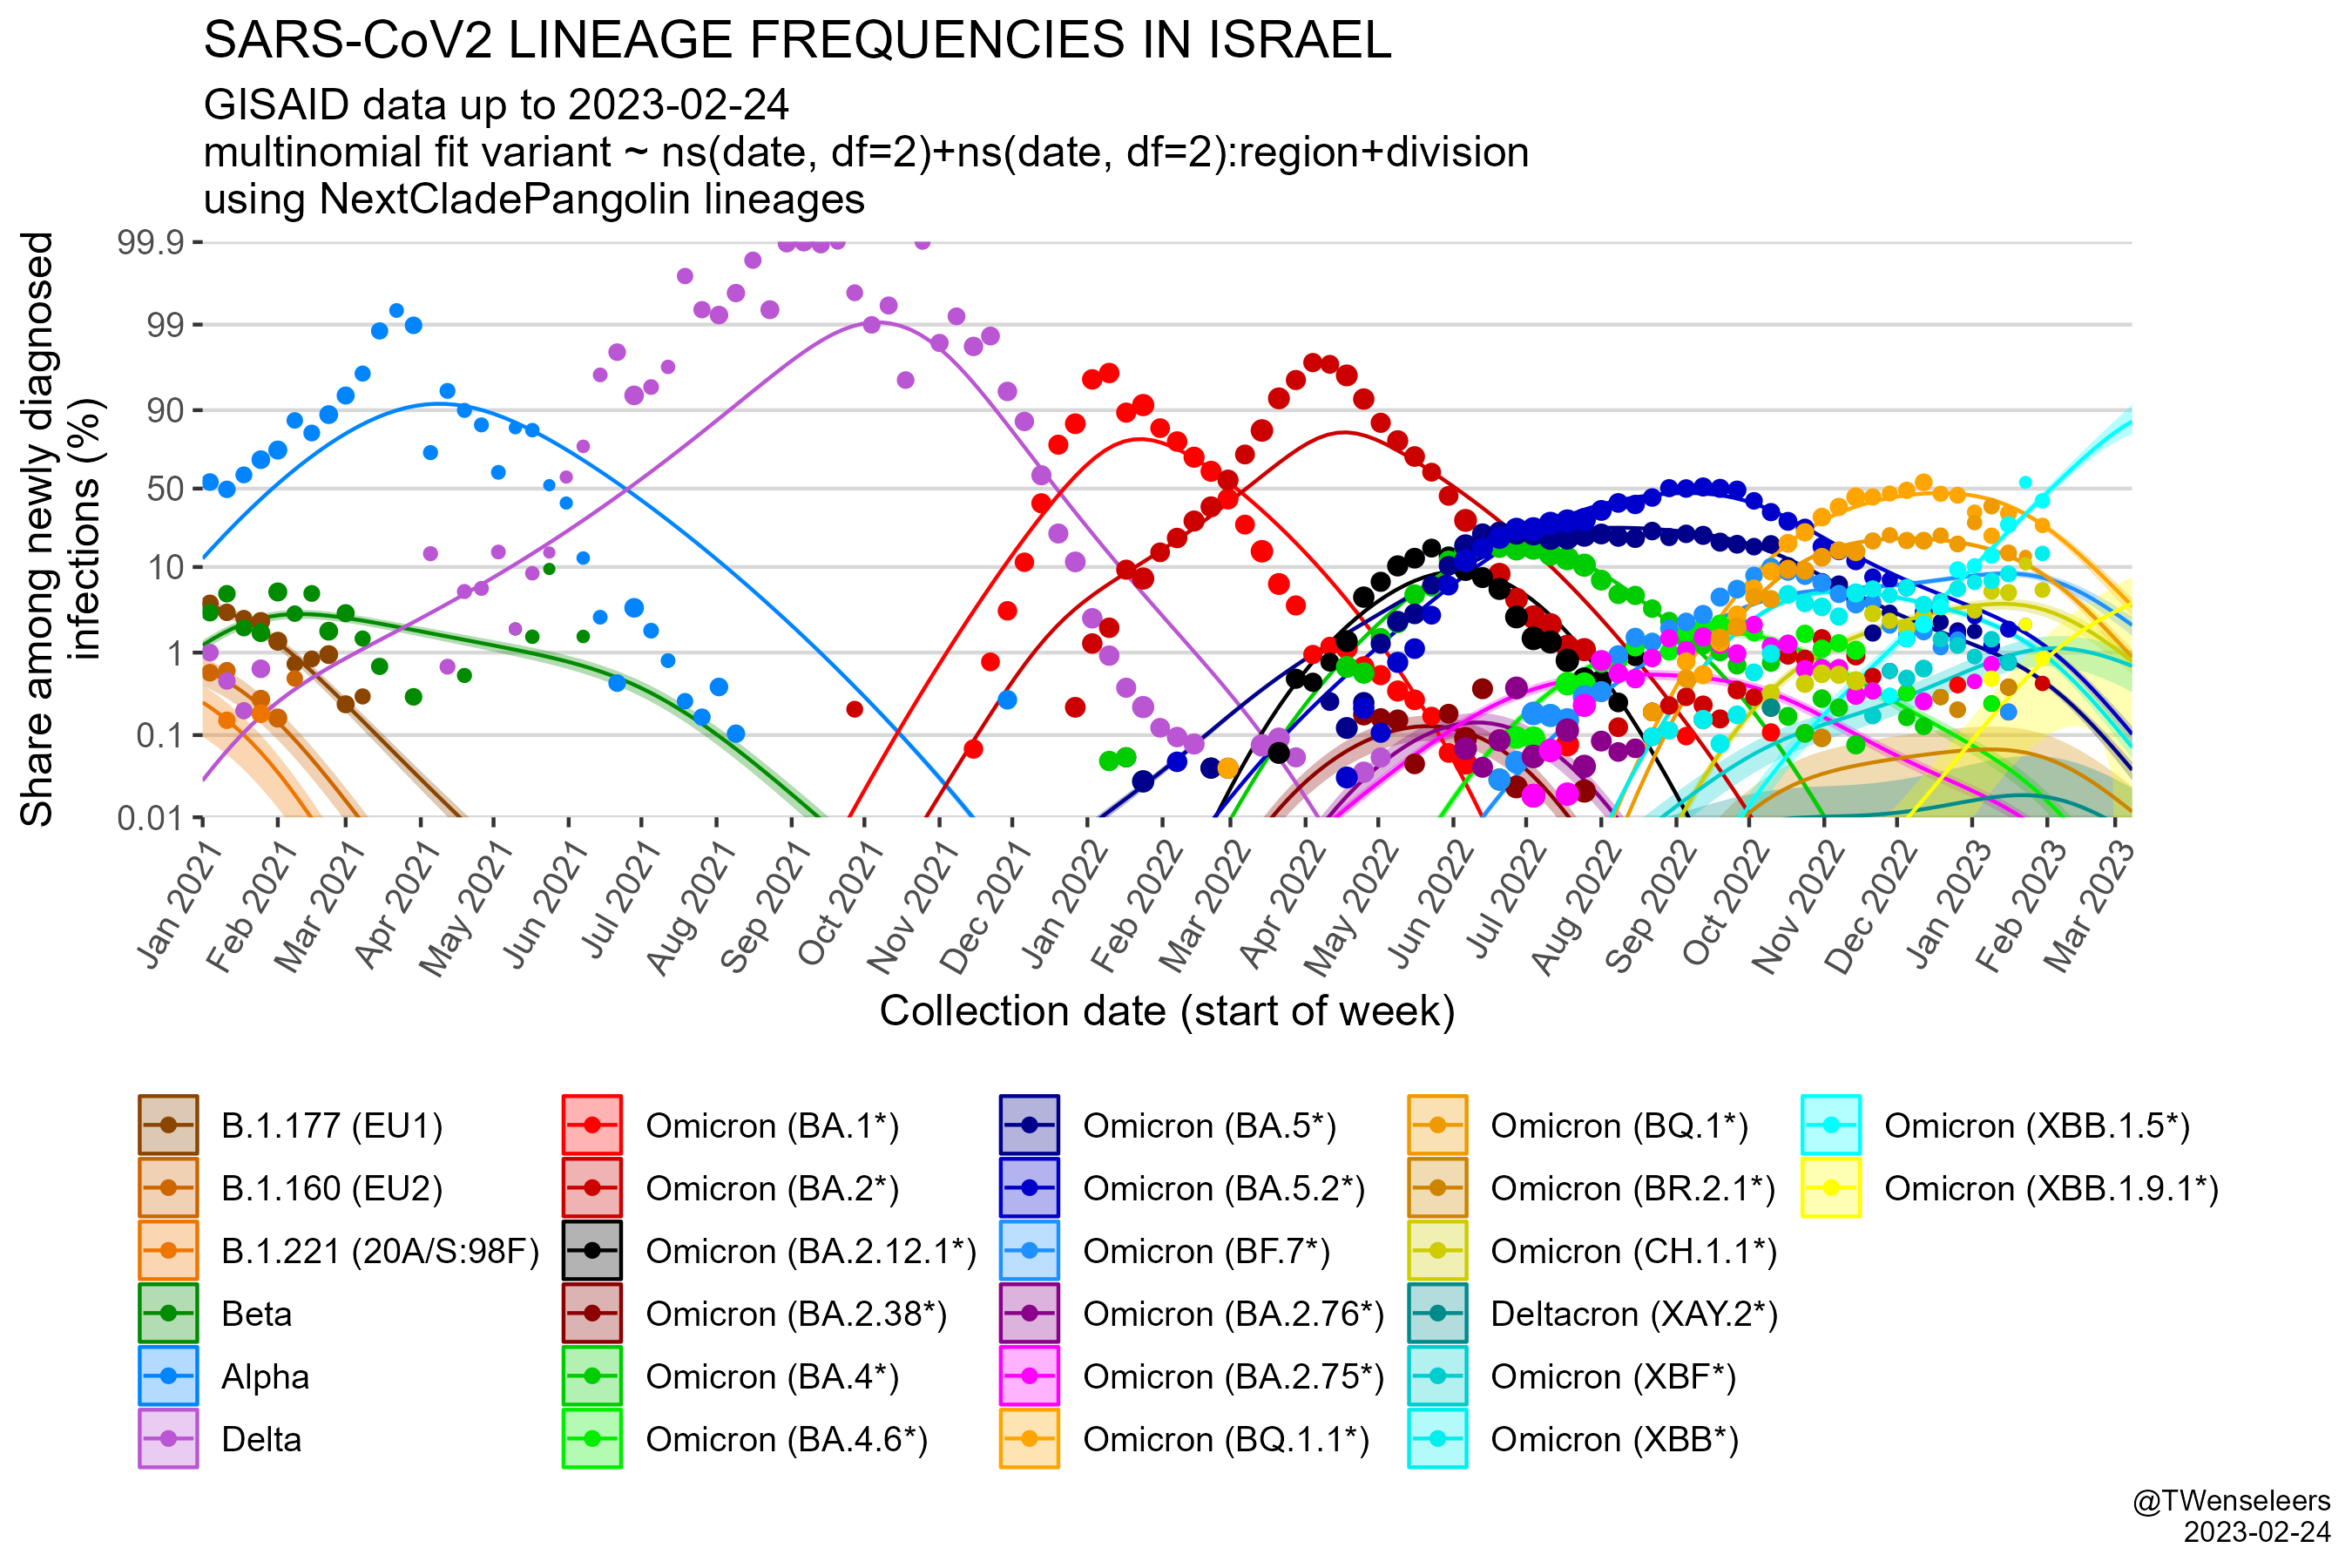 SARS-CoV2 LINEAGE FREQUENCIES IN ISRAEL
GISAID data up to 2023-02-24
multinomial fit variant ~ ns(date, df=2)+ns(date, df=2):region+division
using NextCladePangolin lineages
Share among newly diagnosed
infections (%)
99.9
99
90
50
10
1
0.1
0.01
Jan 2021
Feb 2021
Mar 2021
Apr 2021
May 2021
Jun 2021
Jul 2021
Aug 2021
Sep 2021
Oct 2021
Nov 2021
Dec 2021
Jan 2022
Feb 2022
Mar 2022
Apr 2022
May 2022
Jun 2022
Jul 2022
Aug 2022
Sep 2022
Oct 2022
Nov 2022
Dec 2022
Jan 2023
Feb 2023
Mar 2023
Collection date (start of week)
B.1.177 (EU1)
B.1.160 (EU2)
B.1.221 (20A/S:98F)
Beta
Alpha
Delta
Omicron (BA.1*)
Omicron (BA.2*)
Omicron (BA.2.12.1*)
Omicron (BA.2.38*)
Omicron (BA.4*)
Omicron (BA.4.6*)
Omicron (BA.5*)
Omicron (BA.5.2*)
Omicron (BF.7*)
Omicron (BA.2.76*)
Omicron (BA.2.75*)
Omicron (BQ.1.1*)
Omicron (BQ.1*)
Omicron (BR.2.1*)
Omicron (CH.1.1*)
Deltacron (XAY.2*)
Omicron (XBF*)
Omicron (XBB*)
Omicron (XBB.1.5*)
Omicron (XBB.1.9.1*)
@TWenseleers
2023-02-24